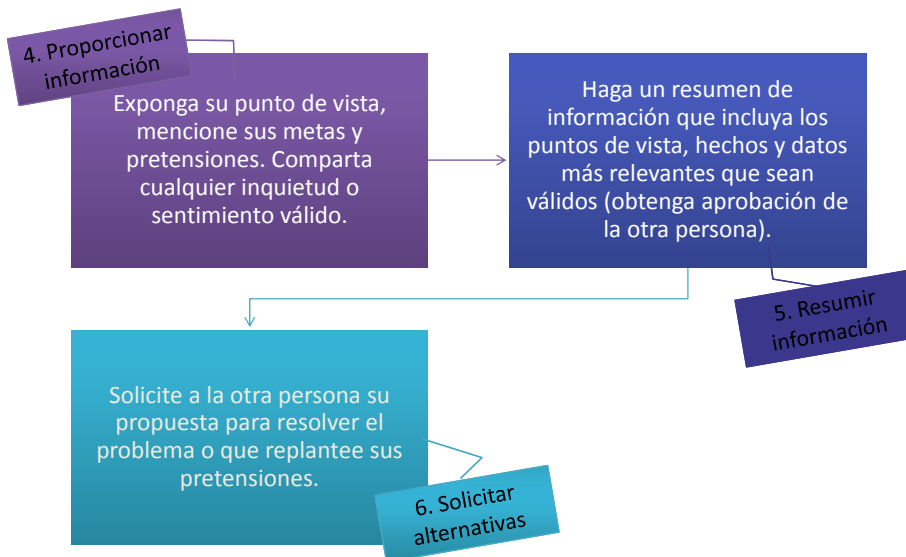 4. Proporcionar
información
Exponga su punto de vista,
mencione sus metas y
pretensiones. Comparta
cualquier inquietud o
sentimiento válido.
Haga un resumen de
información que incluya los
puntos de vista, hechos y datos
más relevantes que sean
válidos (obtenga aprobación de
la otra persona).
5. Resumir
información
Solicite a la otra persona su
propuesta para resolver el
problema o que replantee sus
pretensiones.
6. Solicitar
alternativas